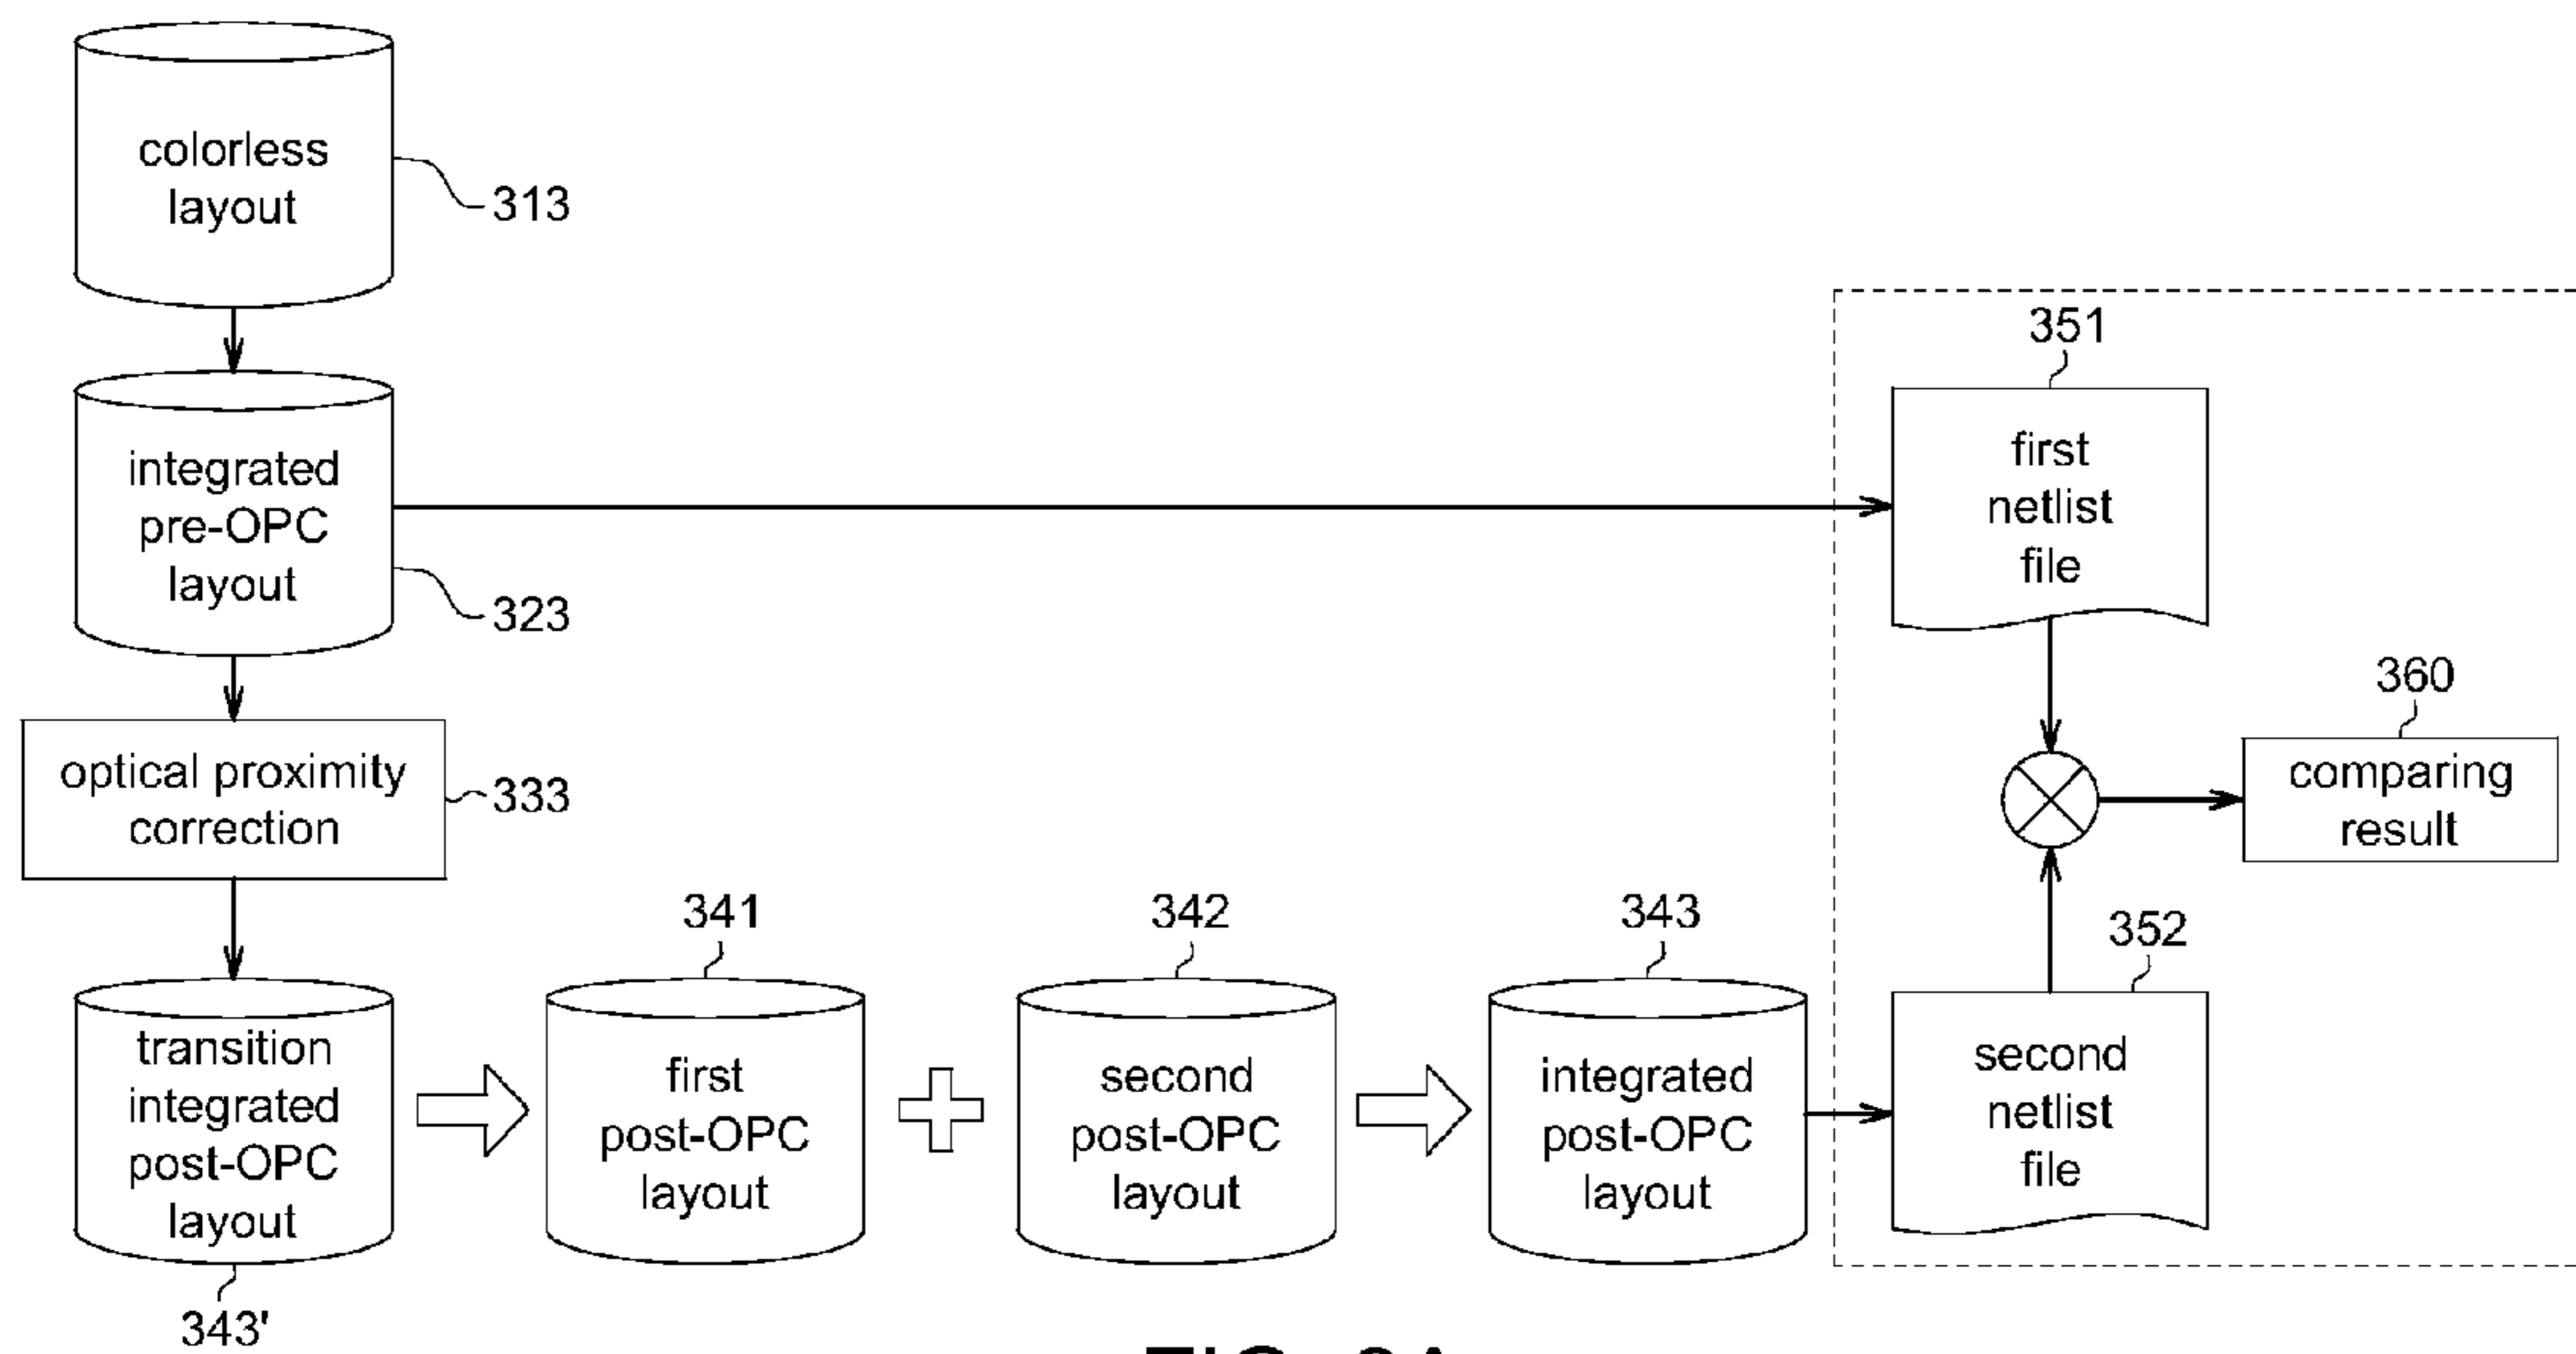 colorless
layout
313
integrated
pre-OPC
layout
323
optical proximity
correction
333
transition
integrated
post-OPC
layout
343'
341
first
post-OPC
layout
342
second
post-OPC
layout
343
integrated
post-OPC
layout
351
first
netlist
file
360
comparing
result
352
second
netlist
file